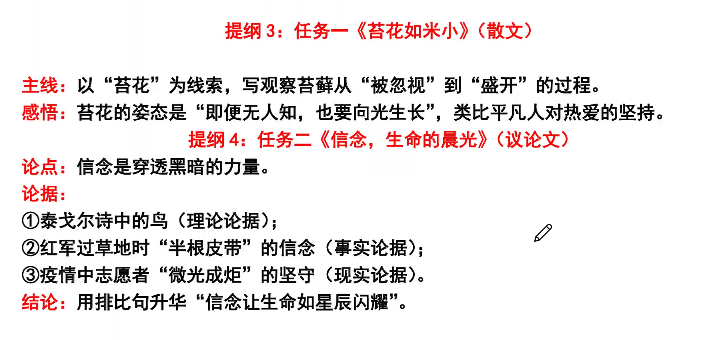 提纲 3：任务一《苔花如米小》（散文）
主线：以“苔花”为线索，写观察苔藓从“被忽视”到“盛开”的过程。
感悟：苔花的姿态是“即便无人知，也要向光生长”，类比平凡人对热爱的坚持。
提纲 4：任务二《信念，生命的晨光》（议论文）
论点：信念是穿透黑暗的力量。
论据：
①泰戈尔诗中的鸟（理论论据）；
②红军过草地时“半根皮带”的信念（事实论据）；
③疫情中志愿者“微光成炬”的坚守（现实论据）。
结论：用排比句升华“信念让生命如星辰闪耀”。